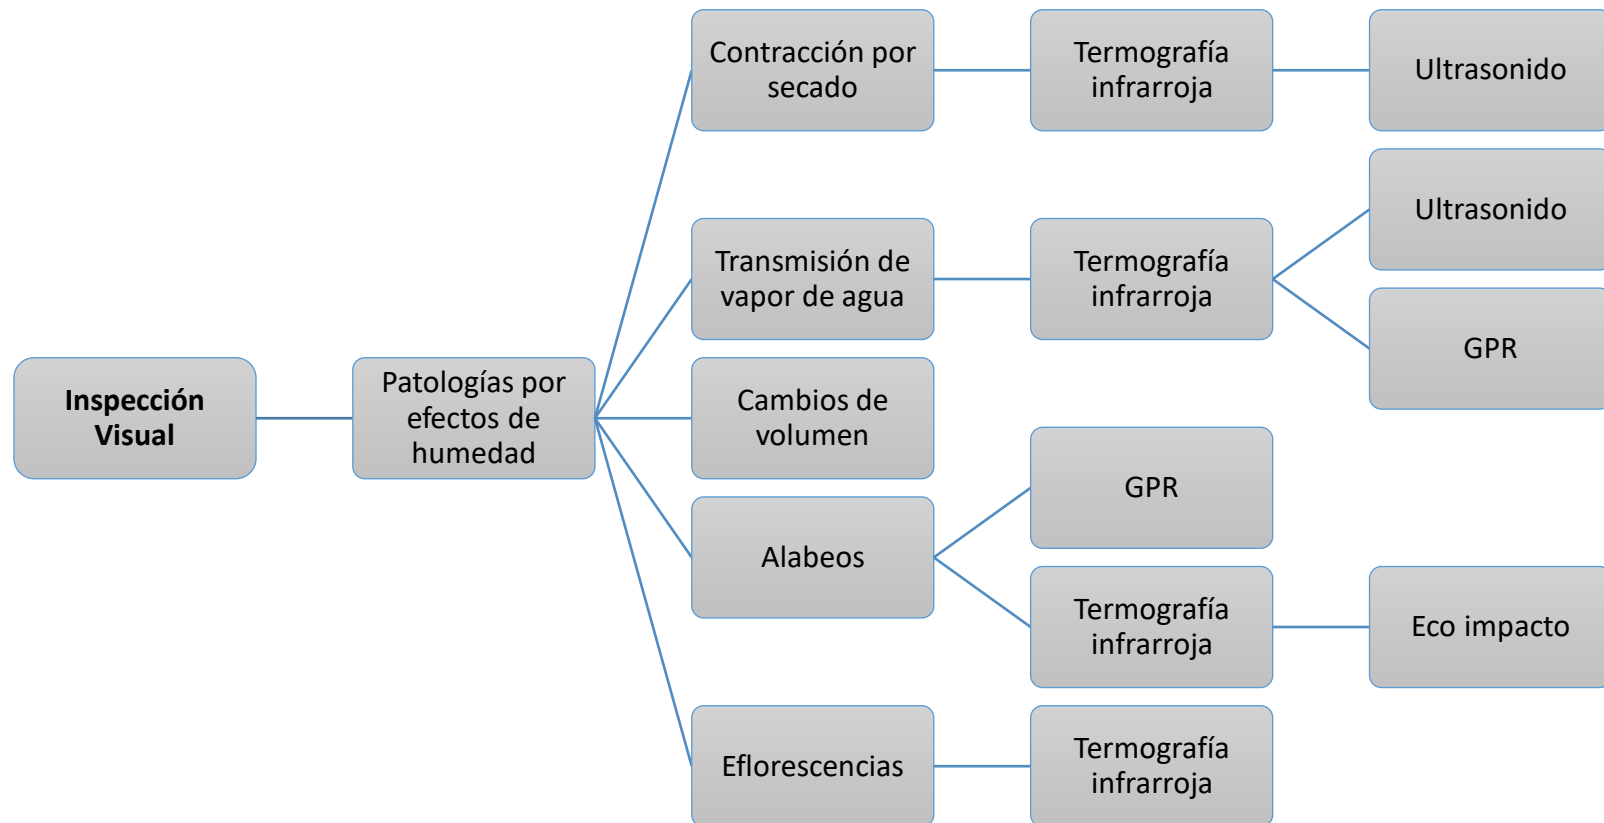 Contracción por
secado
Termografía
infrarroja
Ultrasonido
Ultrasonido
Transmisión de
vapor de agua
Termografía
infrarroja
GPR
Inspección
Visual
Patologías por
efectos de
humedad
Cambios de
volumen
GPR
Alabeos
Termografía
infrarroja
Eco impacto
Eflorescencias
Termografía
infrarroja